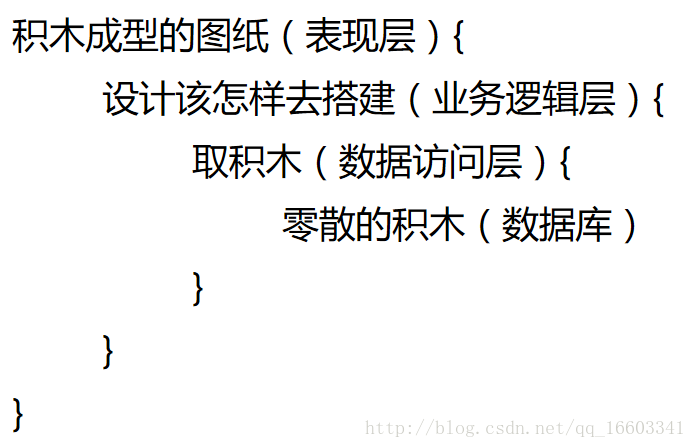 积木成型的图纸（表现层）{
设计该怎样去搭建（业务逻辑层）{
取积木（数据访问层）{
零散的积木（数据库）
}
}
}
http://blog.csdn.net/qq_16603341